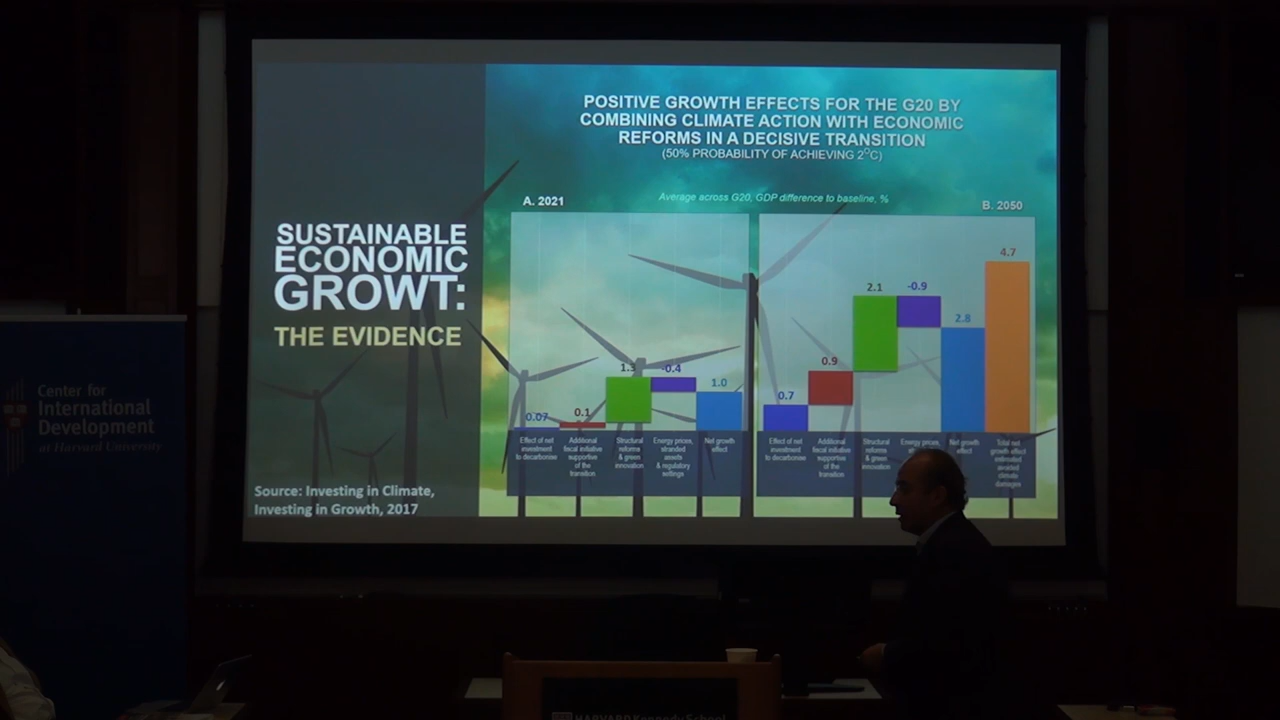 POSITIVE GROWTH EFFECTS FOR THE G20 BY
COMBINING CLIMATE ACTION WITH ECONOMIC
REFORMS IN A DECISIVE TRANSITION
(50% PROBABILITY OF ACHIEVING 2°C)
Average across G20, GDP difference to baseline, %
A. 2021
B. 2050
SUSTAINABLE
ECONOMIC
GROWT:
THE EVIDENCE
Source: Investing in Climate,
Investing in Growth, 2017
0.07
0.1
1.3
-0.4
1.0
Effect of net
investment
to decarbonise
Additional
fiscal initiative
supportive
of the
transition
Structural
reforms
& green
innovation
Energy prices,
stranded
assets
& regulatory
settings
Net growth
effect
0.7
0.9
2.1
-0.9
2.8
4.7
Effect of net
investment
to decarbonise
Additional
fiscal initiative
supportive
of the
transition
Structural
reforms
& green
innovation
Energy prices,
Net growth
effect
Total net
growth effect
estimated
avoided
climate
damages
Center for
International
Development
at Harvard University
HARVARD Kennedy School